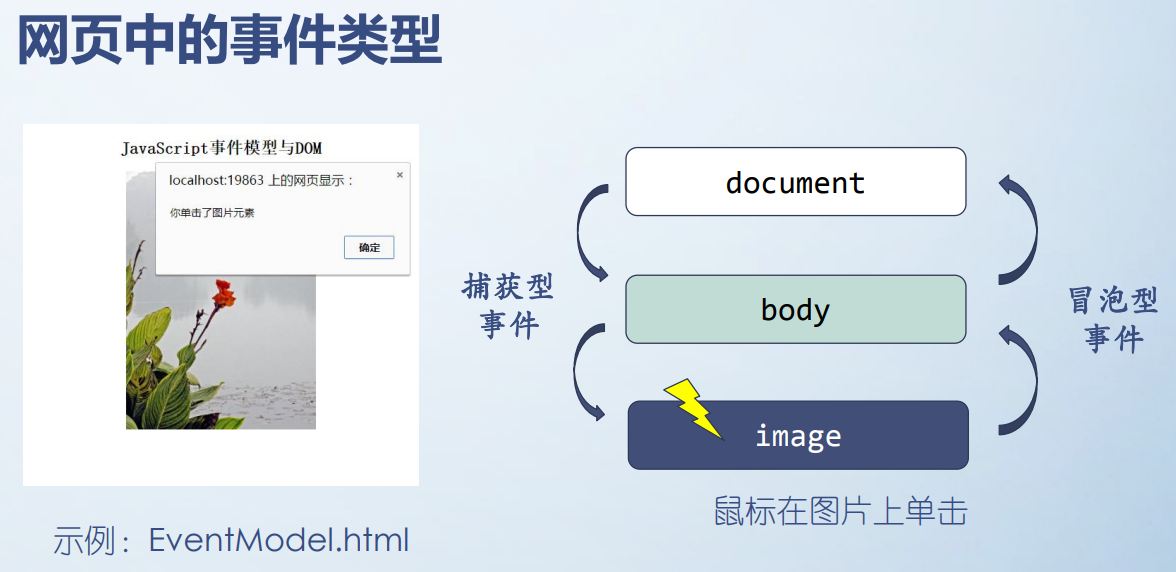 网页中的事件类型
JavaScript事件模型与DOM
localhost:19863 上的网页显示：
×
你单击了图片元素
确定
示例：EventModel.html
捕获型
事件
document
body
image
鼠标在图片上单击
冒泡型
事件